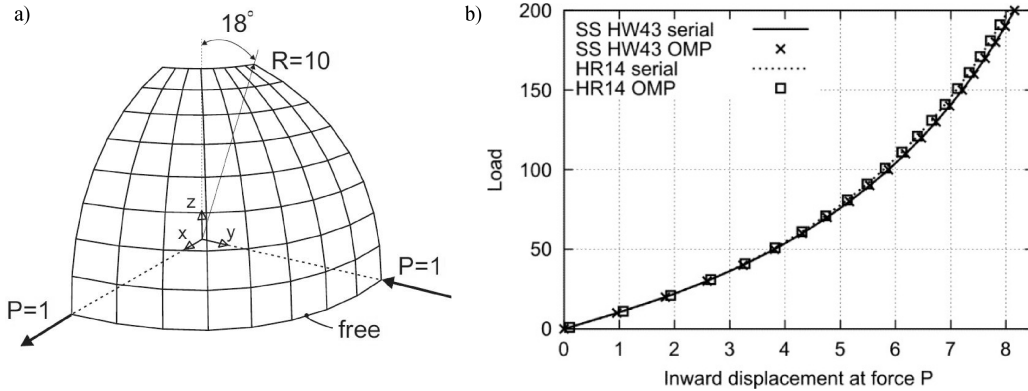 a)
18°
R=10
z
x
y
P=1
P=1
free
b)
Load
200
150
100
50
0
SS HW43 serial
SS HW43 OMP
HR14 serial
HR14 OMP
0 1 2 3 4 5 6 7 8
Inward displacement at force P